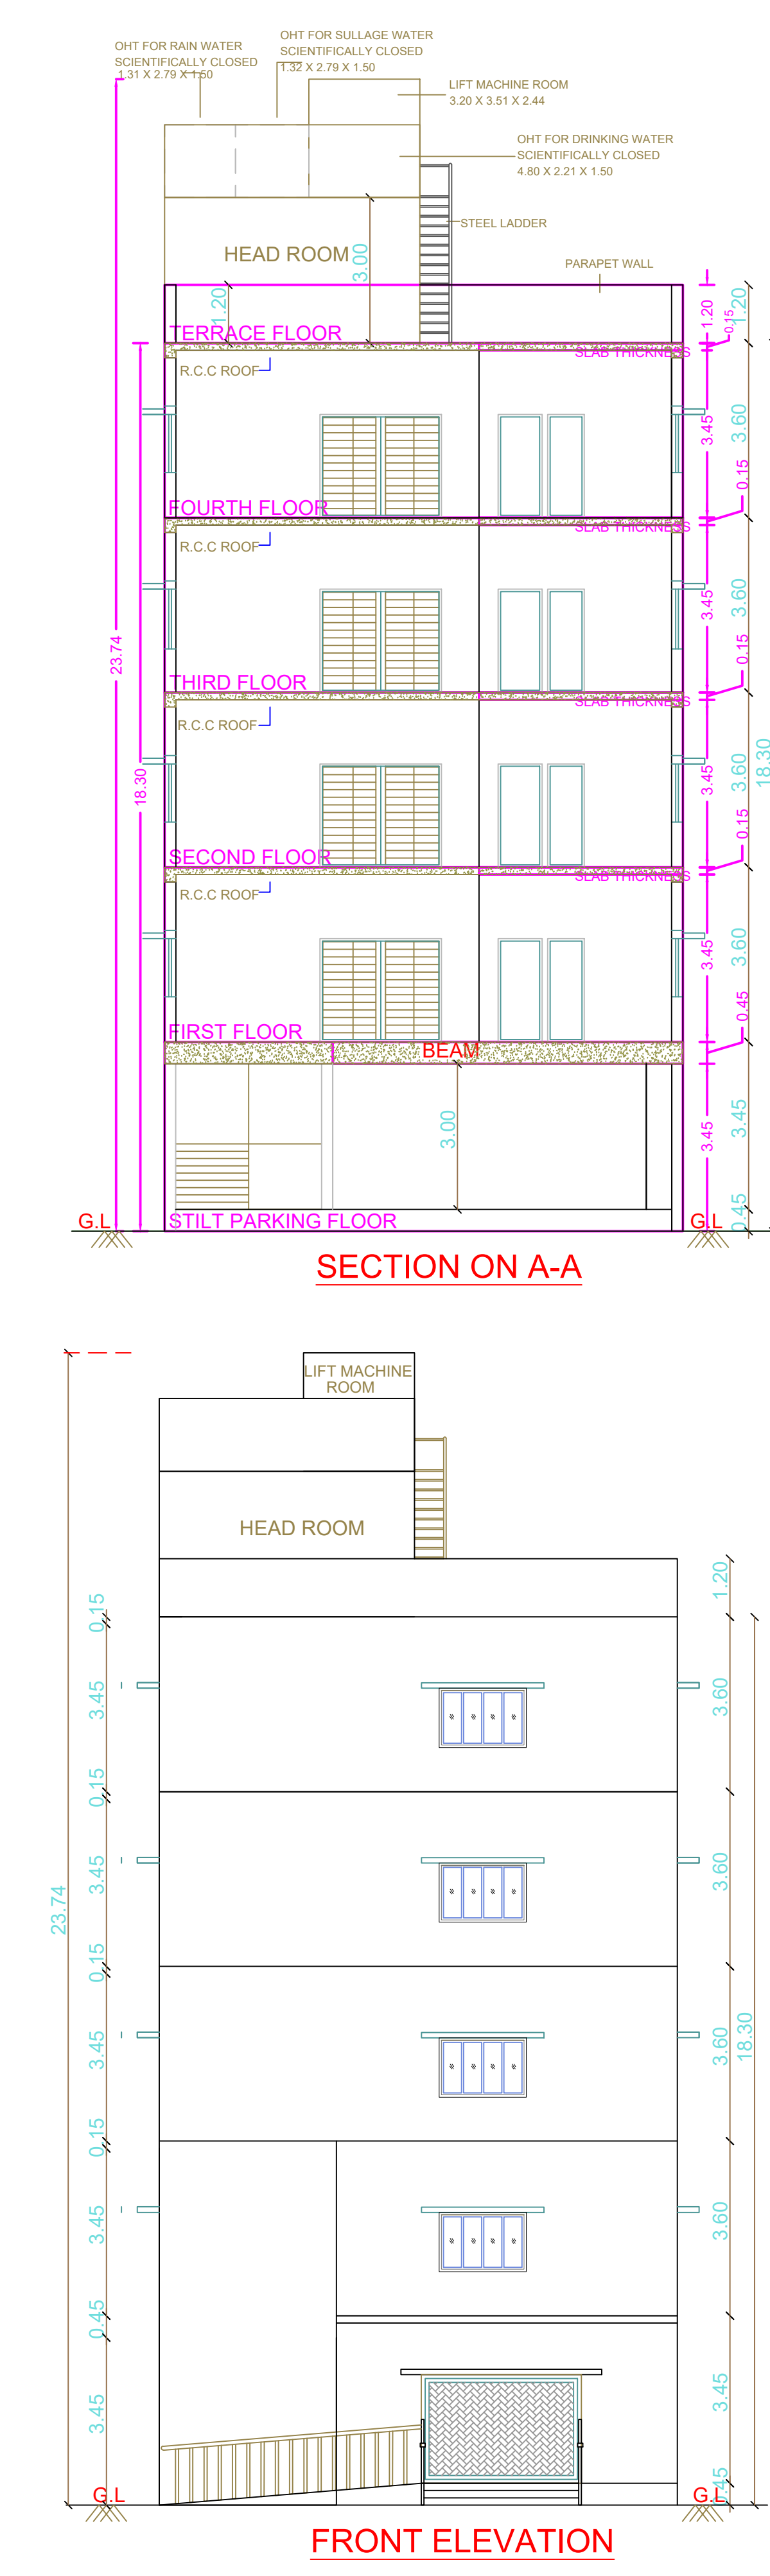 OHT FOR RAIN WATER
SCIENTIFICALLY CLOSED
1.31 X 2.79 X 1.50
OHT FOR SULLAGE WATER
SCIENTIFICALLY CLOSED
1.32 X 2.79 X 1.50
LIFT MACHINE ROOM
3.20 X 3.51 X 2.44
OHT FOR DRINKING WATER
SCIENTIFICALLY CLOSED
4.80 X 2.21 X 1.50
STEEL LADDER
HEAD ROOM
3.00
PARAPET WALL
1.20
1.20
0.15
1.20
TERRACE FLOOR
SLAB THICKNESS
R.C.C ROOF
3.45
3.60
0.15
FOURTH FLOOR
SLAB THICKNESS
R.C.C ROOF
3.45
3.60
23.74
0.15
THIRD FLOOR
SLAB THICKNESS
R.C.C ROOF
18.30
3.45
3.60
18.30
0.15
SECOND FLOOR
SLAB THICKNESS
R.C.C ROOF
3.45
3.60
0.45
FIRST FLOOR
BEAM
3.00
3.45
3.45
0.45
G.L
STILT PARKING FLOOR
G.L
SECTION ON A-A
LIFT MACHINE
ROOM
HEAD ROOM
1.20
0.15
3.45
3.60
0.15
3.45
3.60
23.74
0.15
3.45
3.60
18.30
0.15
3.45
3.60
0.45
3.45
3.45
0.45
G.L
G.L
FRONT ELEVATION